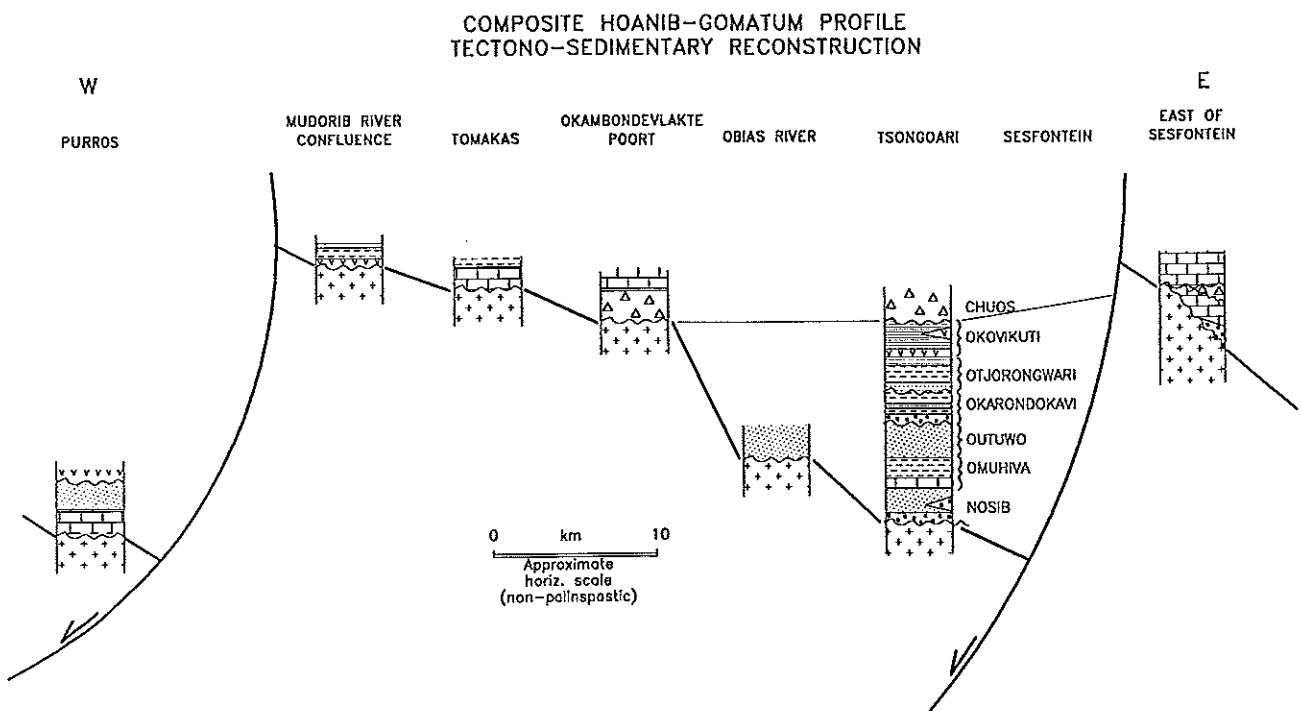 COMPOSITE HOANIB-GOMATUM PROFILE
TECTONO-SEDIMENTARY RECONSTRUCTION
W
E
PURROS
MUDORIB RIVER
CONFLUENCE
TOMAKAS
OKAMBONDEVLAKTE
POORT
OBIAS RIVER
TSONGOARI
SESFONTEIN
EAST OF
SESFONTEIN
CHUOS
OKOVIKUTI
OTJORONGWARI
OKARONDOKAVI
OUTUWO
OMUHIVA
NOSIB
0 km 10
Approximate
horiz. scale
(non-palinspastic)